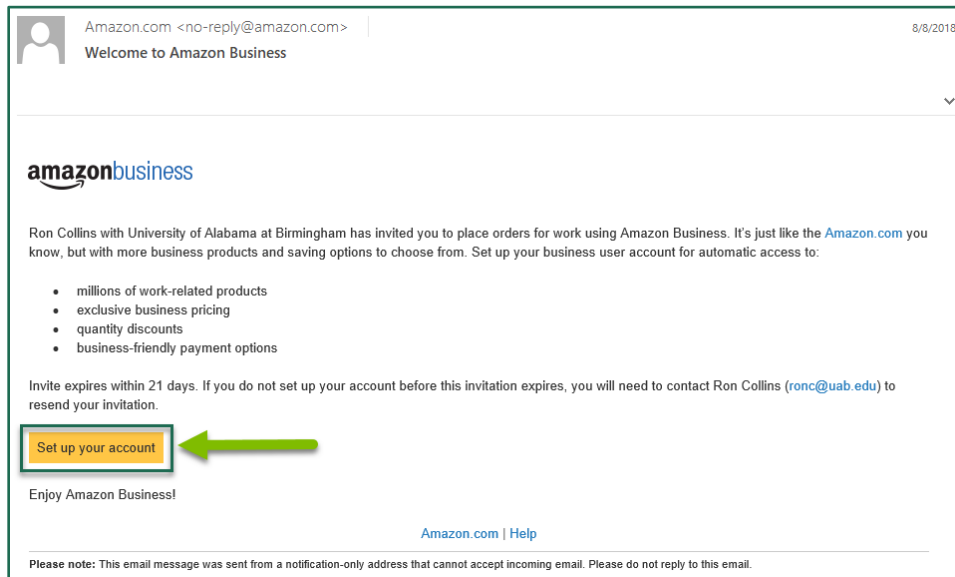 Amazon.com <no-reply@amazon.com>
8/8/2018
Welcome to Amazon Business
amazonbusiness
Ron Collins with University of Alabama at Birmingham has invited you to place orders for work using Amazon Business. It's just like the Amazon.com you
know, but with more business products and saving options to choose from. Set up your business user account for automatic access to:
• millions of work-related products
• exclusive business pricing
• quantity discounts
• business-friendly payment options
Invite expires within 21 days. If you do not set up your account before this invitation expires, you will need to contact Ron Collins (ronc@uab.edu) to
resend your invitation.
Set up your account
Enjoy Amazon Business!
Amazon.com | Help
Please note: This email message was sent from a notification-only address that cannot accept incoming email. Please do not reply to this email.